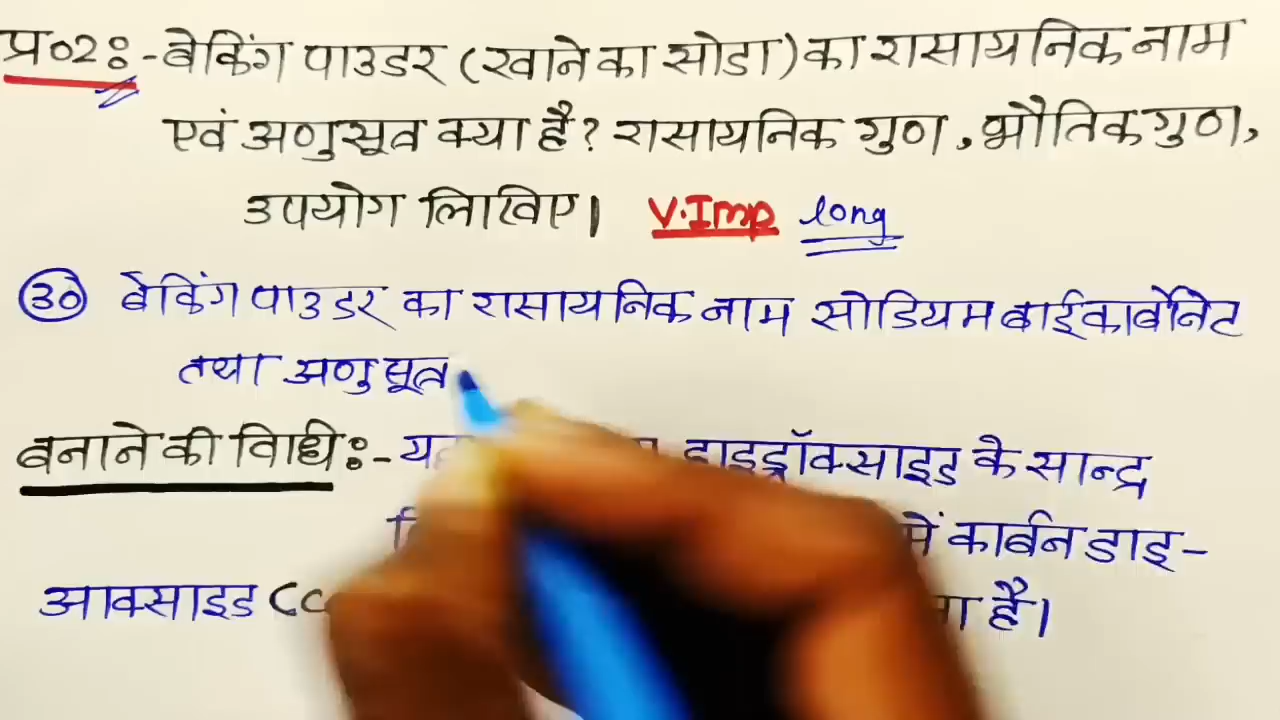 प्र०2ः- बेकिंग पाउडर (खाने का सोडा) का रासायनिक नाम
एवं अणुसूत्र क्या है? रासायनिक गुण, भौतिक गुण,
उपयोग लिखिए। V.Imp long
उ० बेकिंग पाउडर का रासायनिक नाम सोडियम बाईकार्बोनेट
तथा अणुसूत्र
बनाने की विधि ः- हाइड्रॉक्साइड के सान्द्र
में कार्बन डाइ-
आक्साइड है।